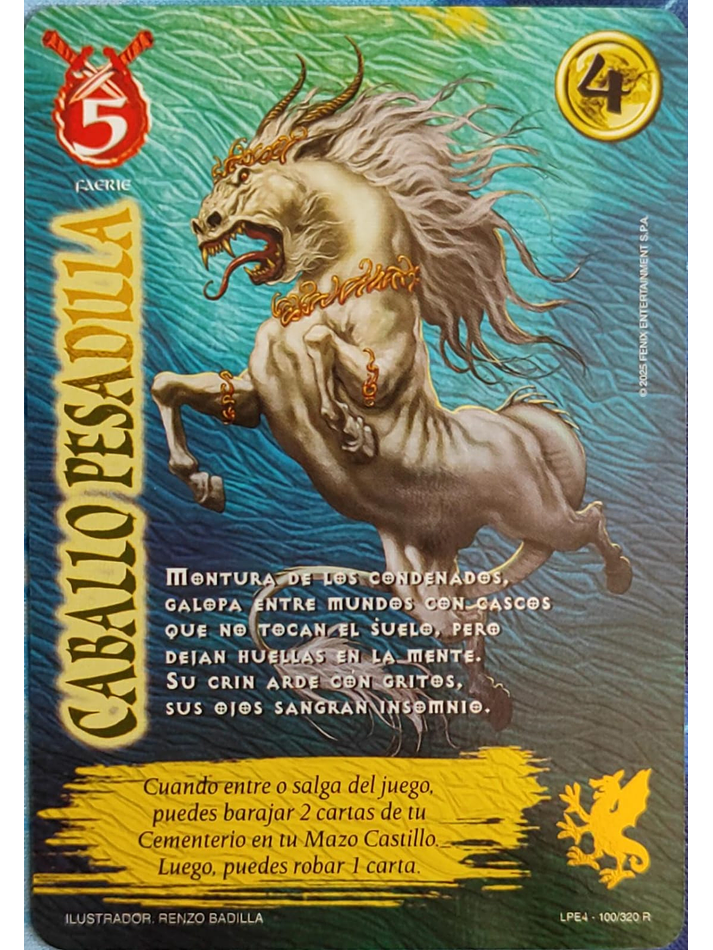 5
4
FAERIE
CABALLO PESADILLA
© 2025 FENIX ENTERTAINMENT S.P.A.
MONTURA DE LOS CONDENADOS,
GALOPA ENTRE MUNDOS CON CASCOS
QUE NO TOCAN EL SUELO, PERO
DEJAN HUELLAS EN LA MENTE.
SU CRIN ARDE CON GRITOS,
SUS OJOS SANGRAN INSOMNIO.
Cuando entre o salga del juego,
puedes barajar 2 cartas de tu
Cementerio en tu Mazo Castillo.
Luego, puedes robar 1 carta.
ILUSTRADOR: RENZO BADILLA
LPE4 - 100/320 R